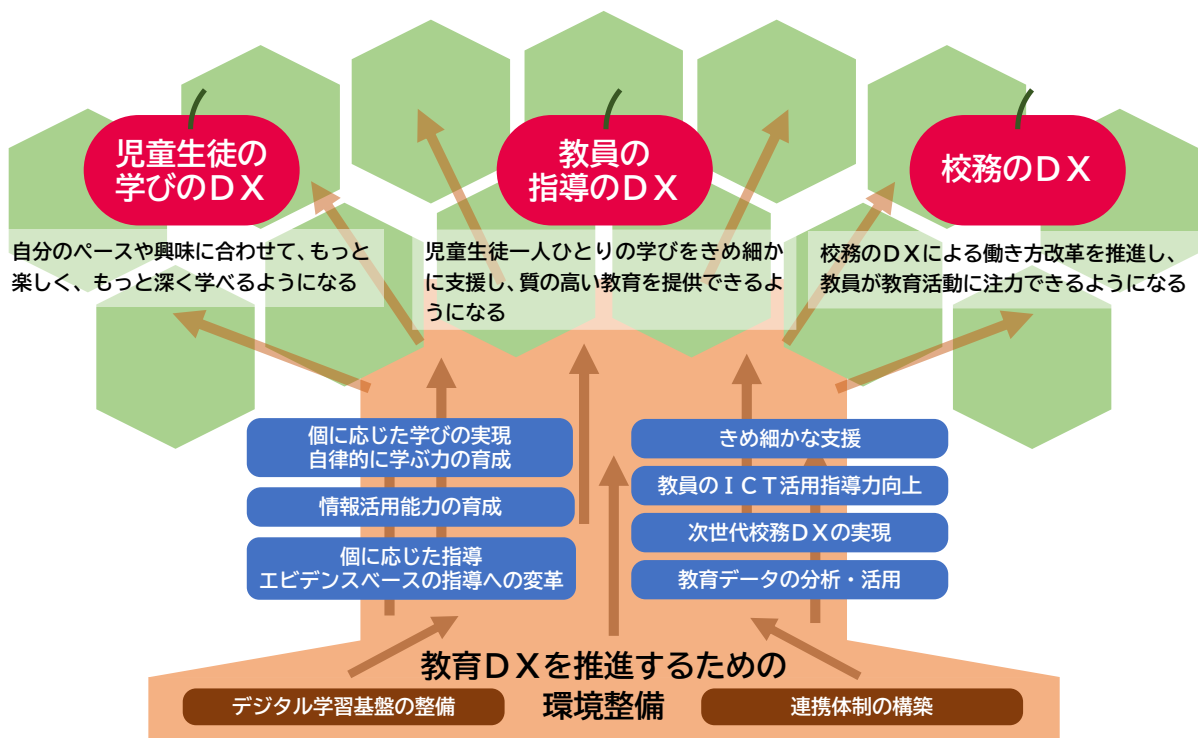 児童生徒の
学びのＤＸ
教員の
指導のＤＸ
校務のＤＸ
自分のペースや興味に合わせて、もっと
楽しく、もっと深く学べるようになる
児童生徒一人ひとりの学びをきめ細か
に支援し、質の高い教育を提供できるよ
うになる
校務のＤＸによる働き方改革を推進し、
教員が教育活動に注力できるようになる
個に応じた学びの実現
自律的に学ぶ力の育成
情報活用能力の育成
個に応じた指導
エビデンスベースの指導への変革
きめ細かな支援
教員のＩＣＴ活用指導力向上
次世代校務ＤＸの実現
教育データの分析・活用
教育ＤＸを推進するための
環境整備
デジタル学習基盤の整備
連携体制の構築